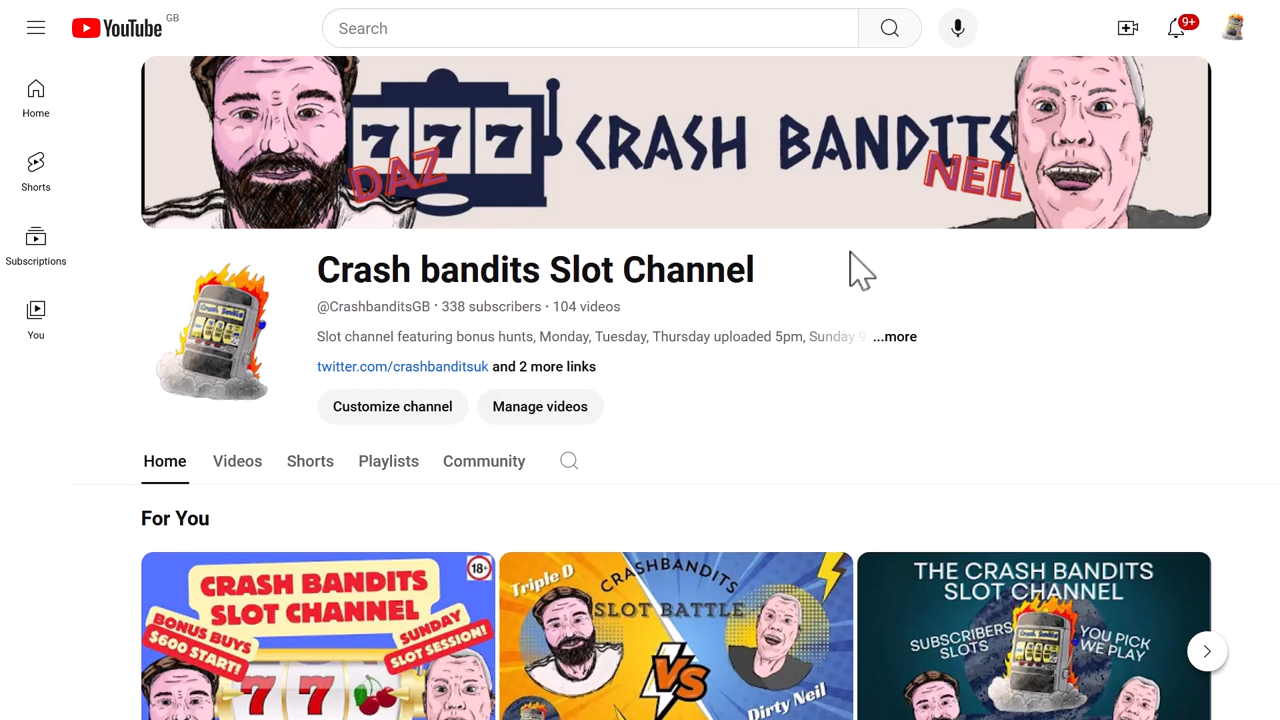 YouTube GB
Search
9+
Home
Shorts
Subscriptions
You
777
CRASH BANDITS
DAZ
NEIL
Crash bandits Slot Channel
@CrashbanditsGB · 338 subscribers · 104 videos
Slot channel featuring bonus hunts, Monday, Tuesday, Thursday uploaded 5pm, Sunday 9 ...more
twitter.com/crashbanditsuk and 2 more links
Customize channel
Manage videos
Home Videos Shorts Playlists Community
For You
CRASH BANDITS
SLOT CHANNEL
18+
BONUS BUYS
$600 START!
SUNDAY
SLOT SESSION!
7 7
Triple D
CRASHBANDITS
SLOT BATTLE
VS
Dirty Neil
THE CRASH BANDITS
SLOT CHANNEL
SUBSCRIBERS
SLOTS
YOU PICK
WE PLAY